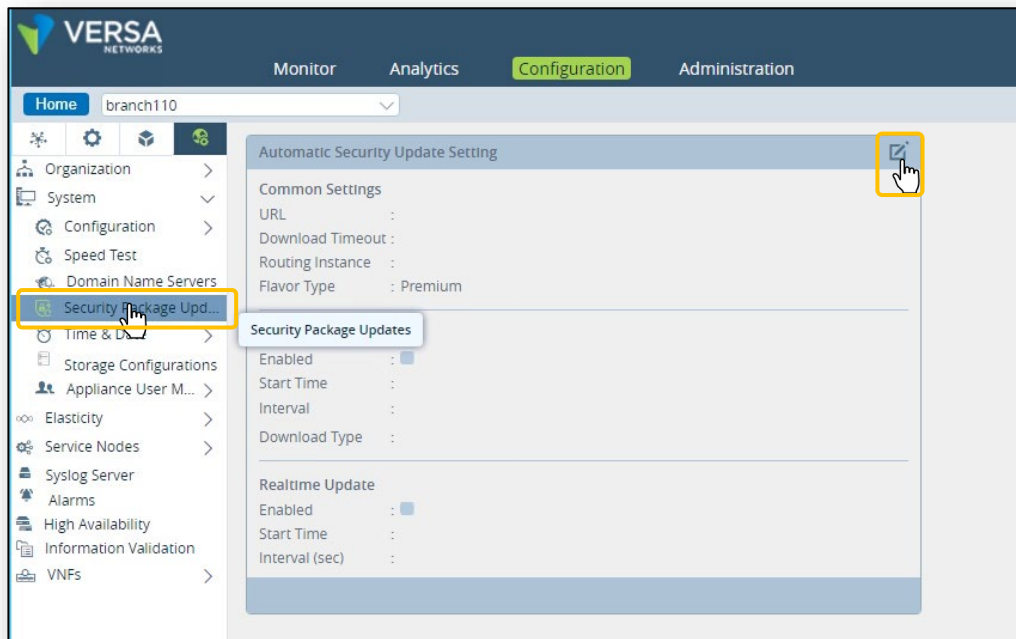 VERSA
NETWORKS
Monitor Analytics Configuration Administration
Home branch110
Organization
System
Configuration
Speed Test
Domain Name Servers
Security Package Upd...
Time &
Storage Configurations
Appliance User M...
Elasticity
Service Nodes
Syslog Server
Alarms
High Availability
Information Validation
VNFs
Automatic Security Update Setting
Common Settings
URL :
Download Timeout :
Routing Instance :
Flavor Type : Premium
Security Package Updates
Enabled :
Start Time :
Interval :
Download Type :
Realtime Update
Enabled :
Start Time :
Interval (sec) :